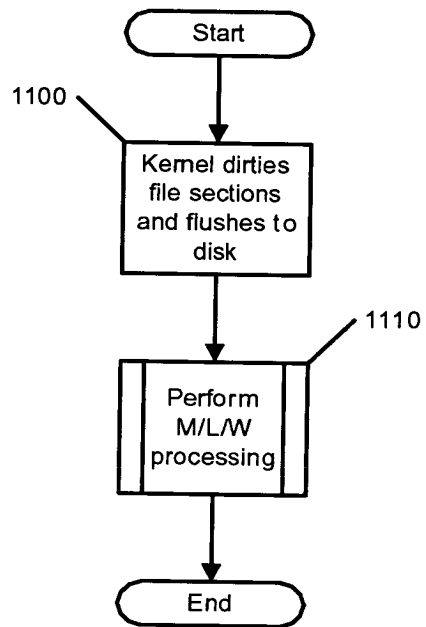 Start
1100
Kernel dirties
file sections
and flushes to
disk
1110
Perform
M/L/W
processing
End